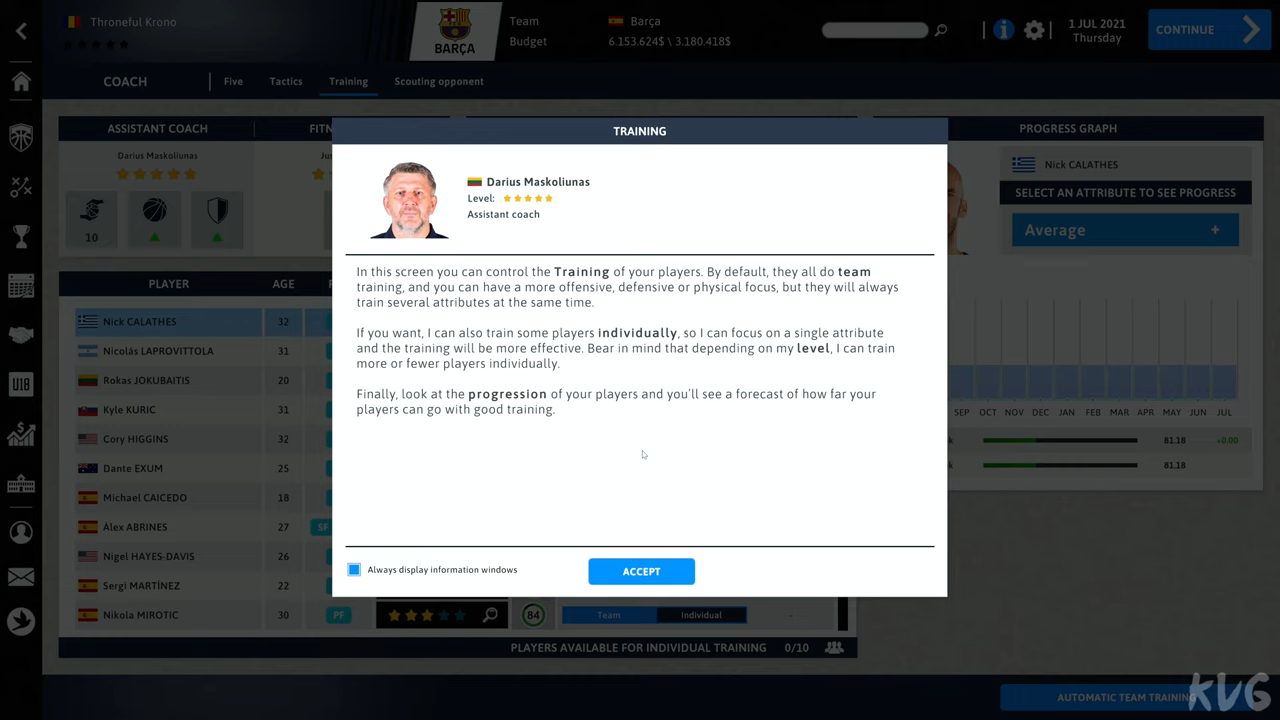 Throneful Krono
BARÇA
Team
Barça
Budget
6.153.624$ \ 3.180.418$
1 JUL 2021
Thursday
CONTINUE
COACH
Five
Tactics
Training
Scouting opponent
ASSISTANT COACH
Darius Maskoliunas
10
PLAYER
AGE
Nick CALATHES
32
Nicolás LAPROVITTOLA
31
Rokas JOKUBAITIS
20
Kyle KURIC
31
Cory HIGGINS
32
Dante EXUM
25
Michael CAICEDO
18
Àlex ABRINES
27
SF
Nigel HAYES-DAVIS
26
Sergi MARTÍNEZ
22
Nikola MIROTIC
30
PF
84
Team
Individual
-
PLAYERS AVAILABLE FOR INDIVIDUAL TRAINING 0/10
TRAINING
Darius Maskoliunas
Level:
Assistant coach
In this screen you can control the Training of your players. By default, they all do team
training, and you can have a more offensive, defensive or physical focus, but they will always
train several attributes at the same time.
If you want, I can also train some players individually, so I can focus on a single attribute
and the training will be more effective. Bear in mind that depending on my level, I can train
more or fewer players individually.
Finally, look at the progression of your players and you'll see a forecast of how far your
players can go with good training.
Always display information windows
ACCEPT
PROGRESS GRAPH
Nick CALATHES
SELECT AN ATTRIBUTE TO SEE PROGRESS
Average +
SEP OCT NOV DEC JAN FEB MAR APR MAY JUN JUL
81.18 +0.00
81.18
AUTOMATIC TEAM TRAINING
U18
KVG